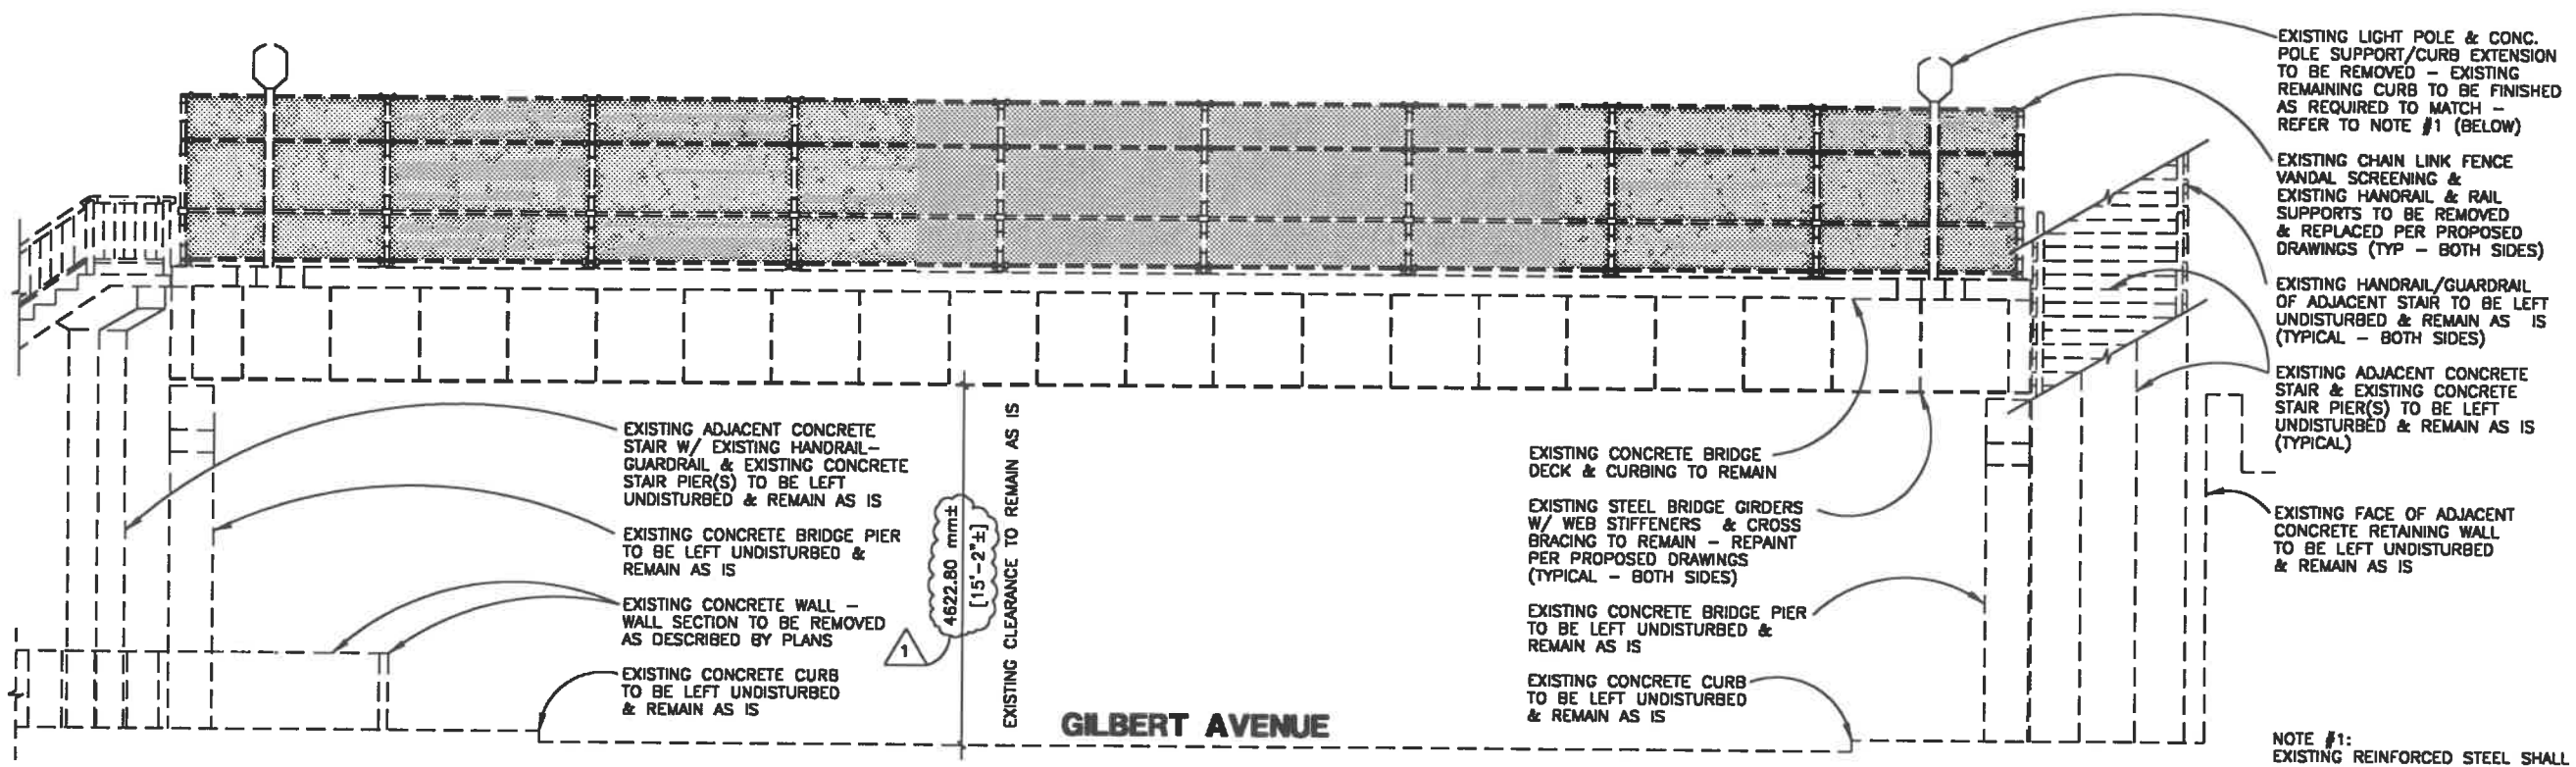 EXISTING LIGHT POLE & CONC.
POLE SUPPORT/CURB EXTENSION
TO BE REMOVED – EXISTING
REMAINING CURB TO BE FINISHED
AS REQUIRED TO MATCH –
REFER TO NOTE #1 (BELOW)
EXISTING CHAIN LINK FENCE
VANDAL SCREENING &
EXISTING HANDRAIL & RAIL
SUPPORTS TO BE REMOVED
& REPLACED PER PROPOSED
DRAWINGS (TYP – BOTH SIDES)
EXISTING HANDRAIL/GUARDRAIL
OF ADJACENT STAIR TO BE LEFT
UNDISTURBED & REMAIN AS IS
(TYPICAL – BOTH SIDES)
EXISTING ADJACENT CONCRETE
STAIR & EXISTING CONCRETE
STAIR PIER(S) TO BE LEFT
UNDISTURBED & REMAIN AS IS
(TYPICAL)
EXISTING FACE OF ADJACENT
CONCRETE RETAINING WALL
TO BE LEFT UNDISTURBED
& REMAIN AS IS
EXISTING ADJACENT CONCRETE
STAIR W/ EXISTING HANDRAIL–
GUARDRAIL & EXISTING CONCRETE
STAIR PIER(S) TO BE LEFT
UNDISTURBED & REMAIN AS IS
EXISTING CONCRETE BRIDGE PIER
TO BE LEFT UNDISTURBED &
REMAIN AS IS
EXISTING CONCRETE WALL –
WALL SECTION TO BE REMOVED
AS DESCRIBED BY PLANS
EXISTING CONCRETE CURB
TO BE LEFT UNDISTURBED
& REMAIN AS IS
1
4622.80 mm±
[15'–2"±]
EXISTING CLEARANCE TO REMAIN AS IS
EXISTING CONCRETE BRIDGE
DECK & CURBING TO REMAIN
EXISTING STEEL BRIDGE GIRDERS
W/ WEB STIFFENERS & CROSS
BRACING TO REMAIN – REPAINT
PER PROPOSED DRAWINGS
(TYPICAL – BOTH SIDES)
EXISTING CONCRETE BRIDGE PIER
TO BE LEFT UNDISTURBED &
REMAIN AS IS
EXISTING CONCRETE CURB
TO BE LEFT UNDISTURBED
& REMAIN AS IS
GILBERT AVENUE
NOTE #1:
EXISTING REINFORCED STEEL SHALL